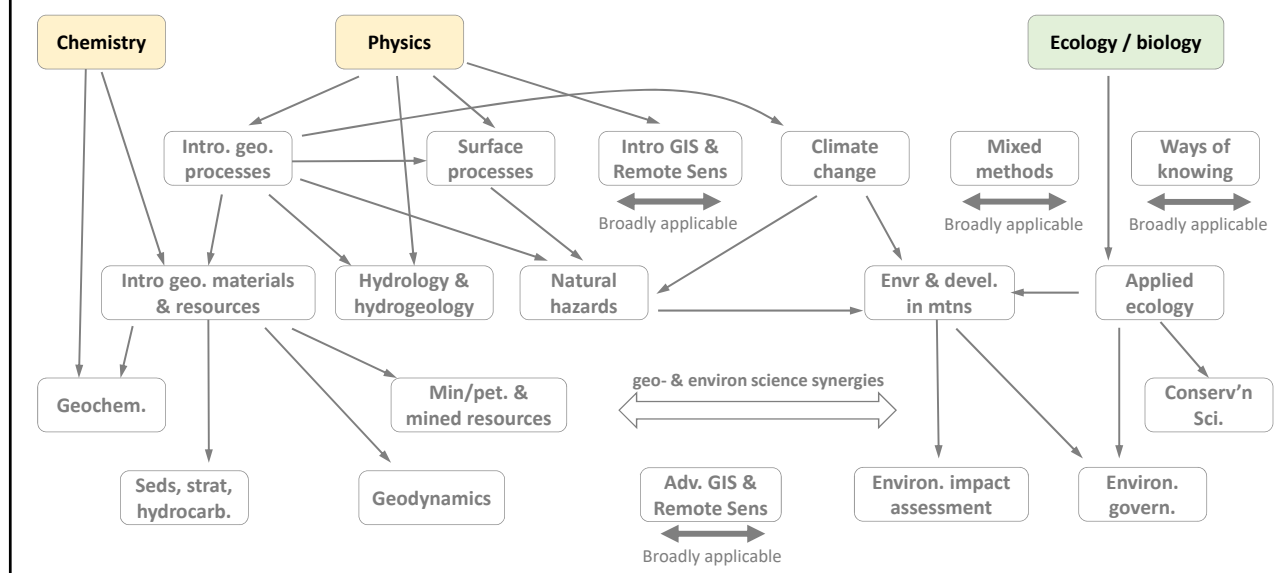 Chemistry
Physics
Ecology / biology
Intro. geo.
processes
Surface
processes
Intro GIS &
Remote Sens
Broadly applicable
Climate
change
Mixed
methods
Broadly applicable
Ways of
knowing
Broadly applicable
Intro geo. materials
& resources
Hydrology &
hydrogeology
Natural
hazards
Envr & devel.
in mtns
Applied
ecology
Geochem.
Min/pet. &
mined resources
geo- & environ science synergies
Conserv'n
Sci.
Seds, strat,
hydrocarb.
Geodynamics
Adv. GIS &
Remote Sens
Broadly applicable
Environ. impact
assessment
Environ.
govern.